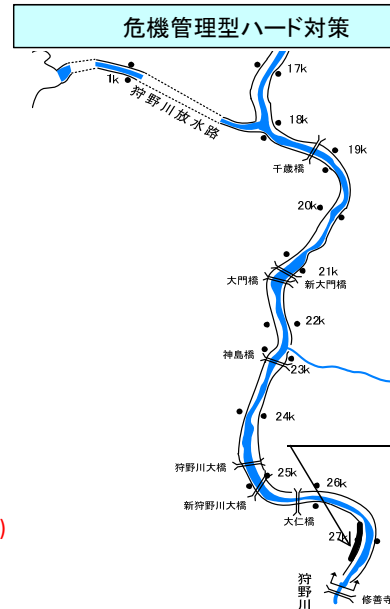 危機管理型ハード対策
17k
1k
狩野川放水路
18k
19k
千歳橋
20k
21k
大門橋
新大門橋
22k
神島橋
23k
24k
狩野川大橋
25k
新狩野川大橋
26k
大仁橋
27k
)
狩野川
修善寺